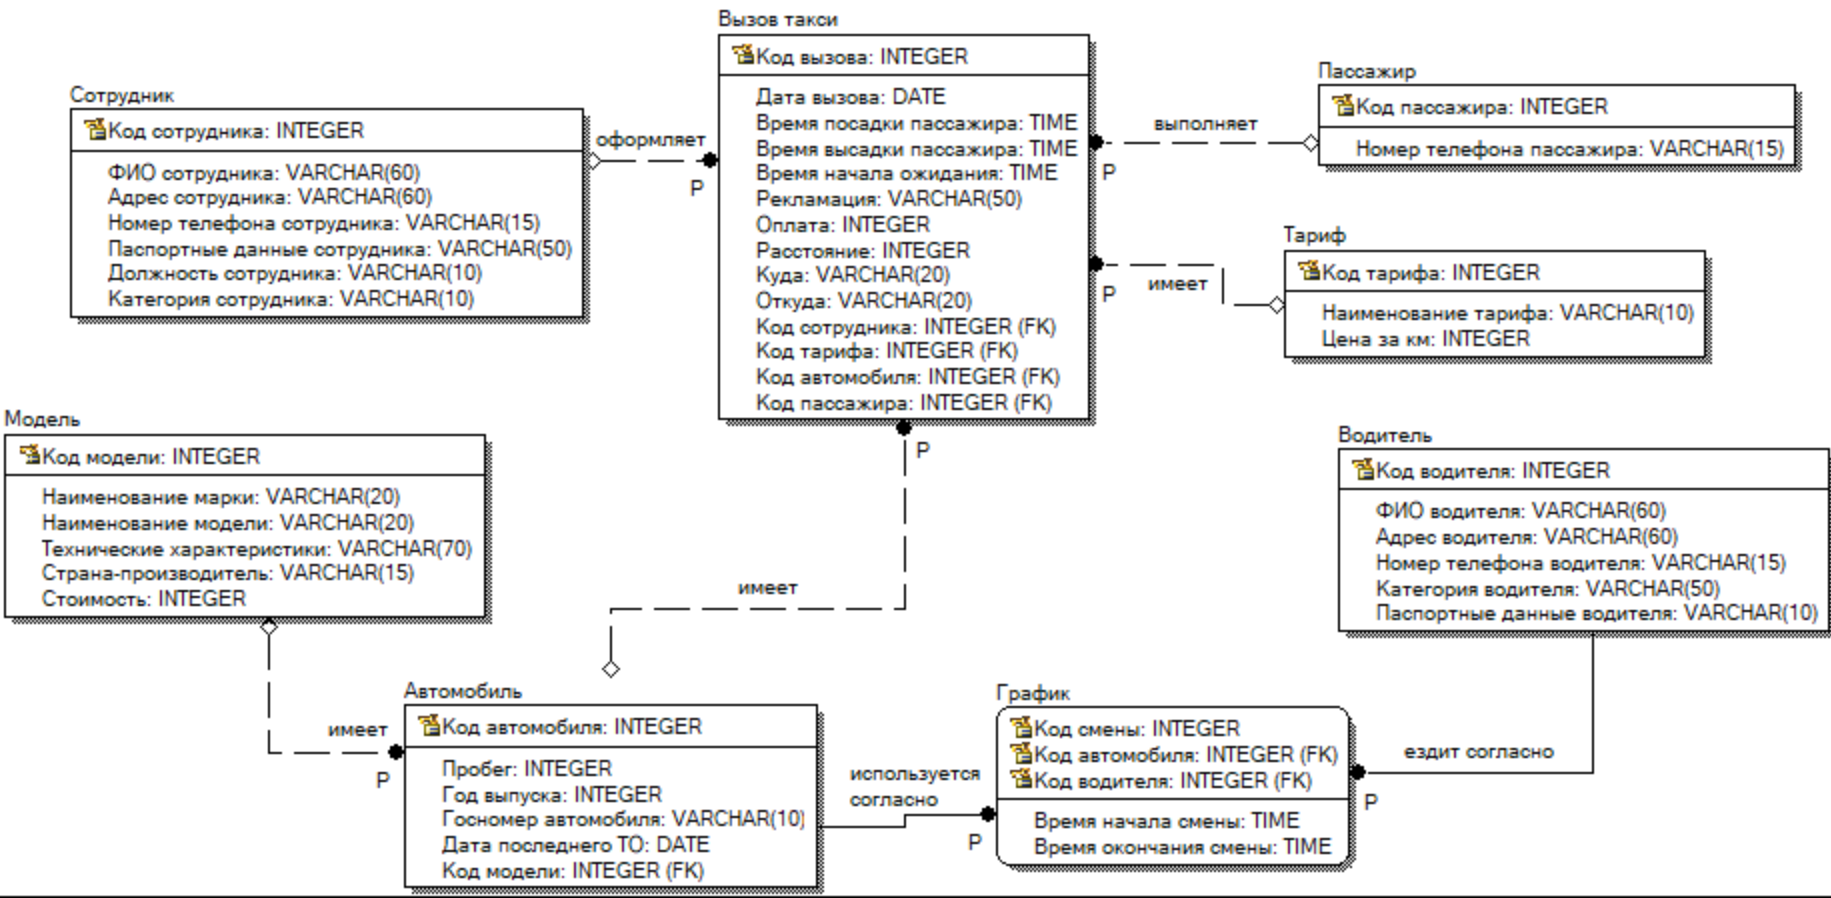 Вызов такси
Код вызова: INTEGER
Дата вызова: DATE
Время посадки пассажира: TIME
Время высадки пассажира: TIME
Время начала ожидания: TIME
Рекламация: VARCHAR(50)
Оплата: INTEGER
Расстояние: INTEGER
Куда: VARCHAR(20)
Откуда: VARCHAR(20)
Код сотрудника: INTEGER (FK)
Код тарифа: INTEGER (FK)
Код автомобиля: INTEGER (FK)
Код пассажира: INTEGER (FK)
Сотрудник
Код сотрудника: INTEGER
ФИО сотрудника: VARCHAR(60)
Адрес сотрудника: VARCHAR(60)
Номер телефона сотрудника: VARCHAR(15)
Паспортные данные сотрудника: VARCHAR(50)
Должность сотрудника: VARCHAR(10)
Категория сотрудника: VARCHAR(10)
оформляет
P
Пассажир
Код пассажира: INTEGER
Номер телефона пассажира: VARCHAR(15)
выполняет
P
Тариф
Код тарифа: INTEGER
Наименование тарифа: VARCHAR(10)
Цена за км: INTEGER
имеет
P
Модель
Код модели: INTEGER
Наименование марки: VARCHAR(20)
Наименование модели: VARCHAR(20)
Технические характеристики: VARCHAR(70)
Страна-производитель: VARCHAR(15)
Стоимость: INTEGER
P
имеет
Водитель
Код водителя: INTEGER
ФИО водителя: VARCHAR(60)
Адрес водителя: VARCHAR(60)
Номер телефона водителя: VARCHAR(15)
Категория водителя: VARCHAR(50)
Паспортные данные водителя: VARCHAR(10)
имеет
P
Автомобиль
Код автомобиля: INTEGER
Пробег: INTEGER
Год выпуска: INTEGER
Госномер автомобиля: VARCHAR(10)
Дата последнего ТО: DATE
Код модели: INTEGER (FK)
используется
согласно
P
График
Код смены: INTEGER
Код автомобиля: INTEGER (FK)
Код водителя: INTEGER (FK)
Время начала смены: TIME
Время окончания смены: TIME
ездит согласно
P